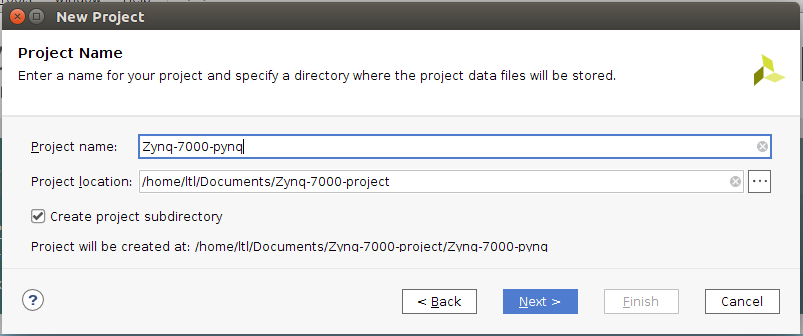 New Project
Project Name
Enter a name for your project and specify a directory where the project data files will be stored.
Project name: Zynq-7000-pynq
Project location: /home/ltl/Documents/Zynq-7000-project ...
Create project subdirectory
Project will be created at: /home/ltl/Documents/Zynq-7000-project/Zynq-7000-pynq
? < Back Next > Finish Cancel